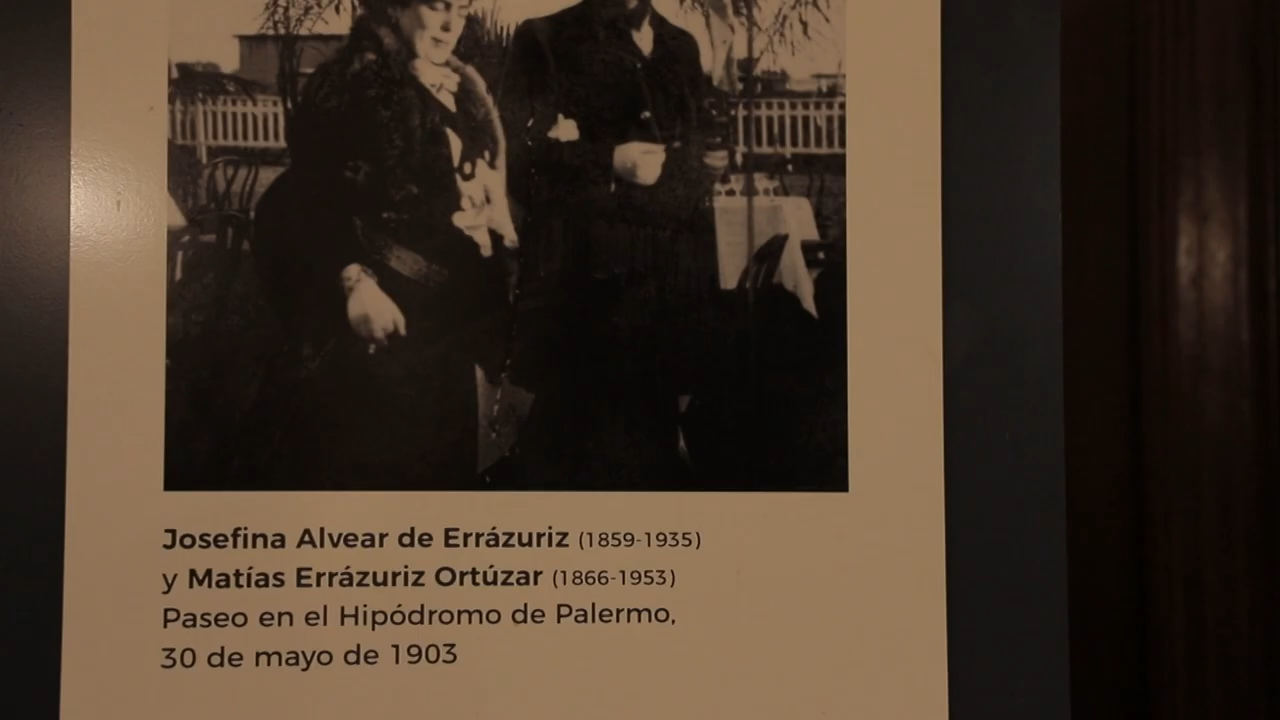 Josefina Alvear de Errázuriz (1859-1935)
y Matías Errázuriz Ortúzar (1866-1953)
Paseo en el Hipódromo de Palermo,
30 de mayo de 1903